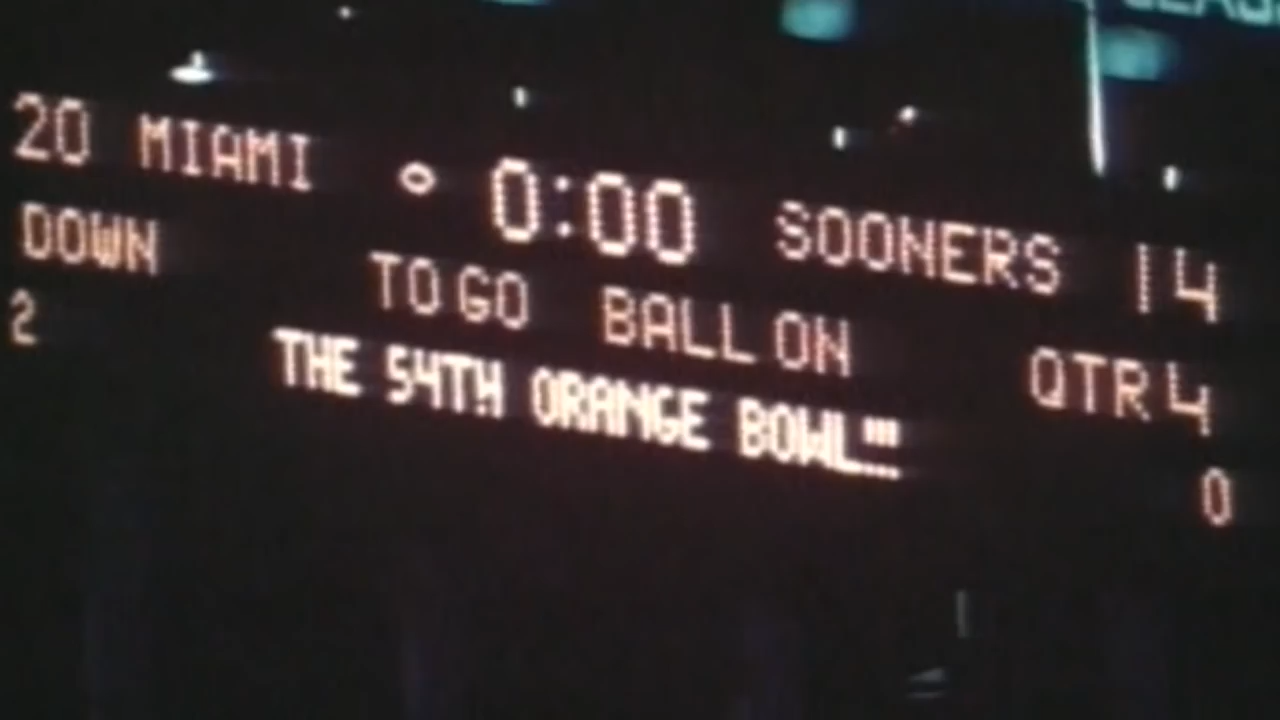 20 MIAMI 0:00 SOONERS 14
DOWN TO GO BALL ON QTR 4
2 0
THE 54TH ORANGE BOWL!!!